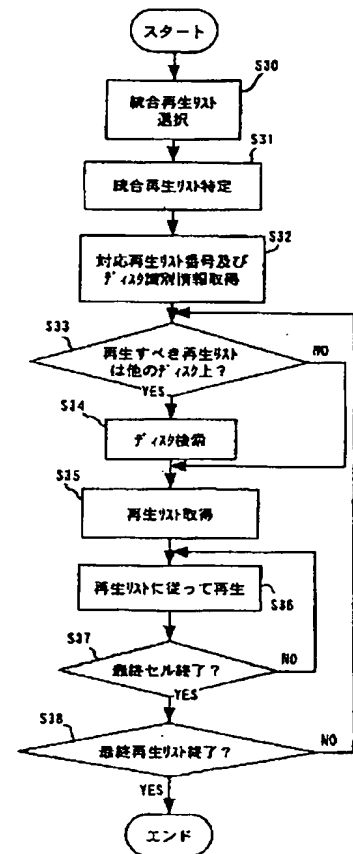 スタート
S30
統合再生リスト
選択
S31
統合再生リスト特定
S32
対応再生リスト番号及び
ディスク識別情報取得
S33
再生すべき再生リスト
は他のディスク上?
NO
YES
S34
ディスク検索
S35
再生リスト取得
再生リストに従って再生
S36
S37
最終セル終了?
NO
YES
S38
最終再生リスト終了?
NO
YES
エンド